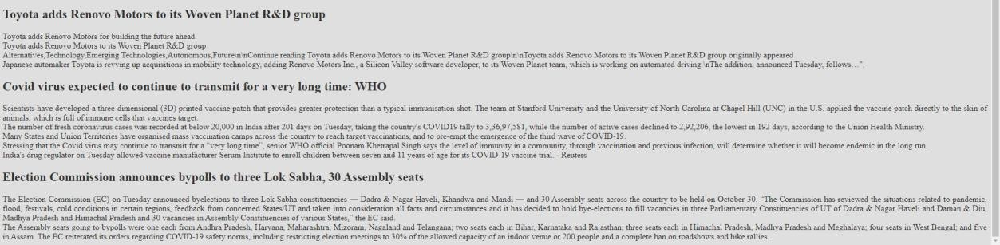 Toyota adds Renovo Motors to its Woven Planet R&D group
Toyota adds Renovo Motors for building the future ahead.
Toyota adds Renovo Motors to its Woven Planet R&D group
Alternatives,Technology,Emerging Technologies,Autonomous,Future\n\nContinue reading Toyota adds Renovo Motors to its Woven Planet R&D group\n\nToyota adds Renovo Motors to its Woven Planet R&D group originally appeared
Japanese automaker Toyota is revving up acquisitions in mobility technology, adding Renovo Motors Inc., a Silicon Valley software developer, to its Woven Planet team, which is working on automated driving.\nThe addition, announced Tuesday, follows…",
Covid virus expected to continue to transmit for a very long time: WHO
Scientists have developed a three-dimensional (3D) printed vaccine patch that provides greater protection than a typical immunisation shot. The team at Stanford University and the University of North Carolina at Chapel Hill (UNC) in the U.S. applied the vaccine patch directly to the skin of
animals, which is full of immune cells that vaccines target.
The number of fresh coronavirus cases was recorded at below 20,000 in India after 201 days on Tuesday, taking the country's COVID19 tally to 3,36,97,581, while the number of active cases declined to 2,92,206, the lowest in 192 days, according to the Union Health Ministry.
Many States and Union Territories have organised mass vaccination camps across the country to reach target vaccinations, and to pre-empt the emergence of the third wave of COVID-19.
Stressing that the Covid virus may continue to transmit for a “very long time”, senior WHO official Poonam Khetrapal Singh says the level of immunity in a community, through vaccination and previous infection, will determine whether it will become endemic in the long run.
India's drug regulator on Tuesday allowed vaccine manufacturer Serum Institute to enroll children between seven and 11 years of age for its COVID-19 vaccine trial. - Reuters
Election Commission announces bypolls to three Lok Sabha, 30 Assembly seats
The Election Commission (EC) on Tuesday announced byelections to three Lok Sabha constituencies — Dadra & Nagar Haveli, Khandwa and Mandi — and 30 Assembly seats across the country to be held on October 30. “The Commission has reviewed the situations related to pandemic,
flood, festivals, cold conditions in certain regions, feedback from concerned States/UT and taken into consideration all facts and circumstances and it has decided to hold bye-elections to fill vacancies in three Parliamentary Constituencies of UT of Dadra & Nagar Haveli and Daman & Diu,
Madhya Pradesh and Himachal Pradesh and 30 vacancies in Assembly Constituencies of various States,” the EC said.
The Assembly seats going to bypolls were one each from Andhra Pradesh, Haryana, Maharashtra, Mizoram, Nagaland and Telangana; two seats each in Bihar, Karnataka and Rajasthan; three seats each in Himachal Pradesh, Madhya Pradesh and Meghalaya; four seats in West Bengal; and five
in Assam. The EC reiterated its orders regarding COVID-19 safety norms, including restricting election meetings to 30% of the allowed capacity of an indoor venue or 200 people and a complete ban on roadshows and bike rallies.